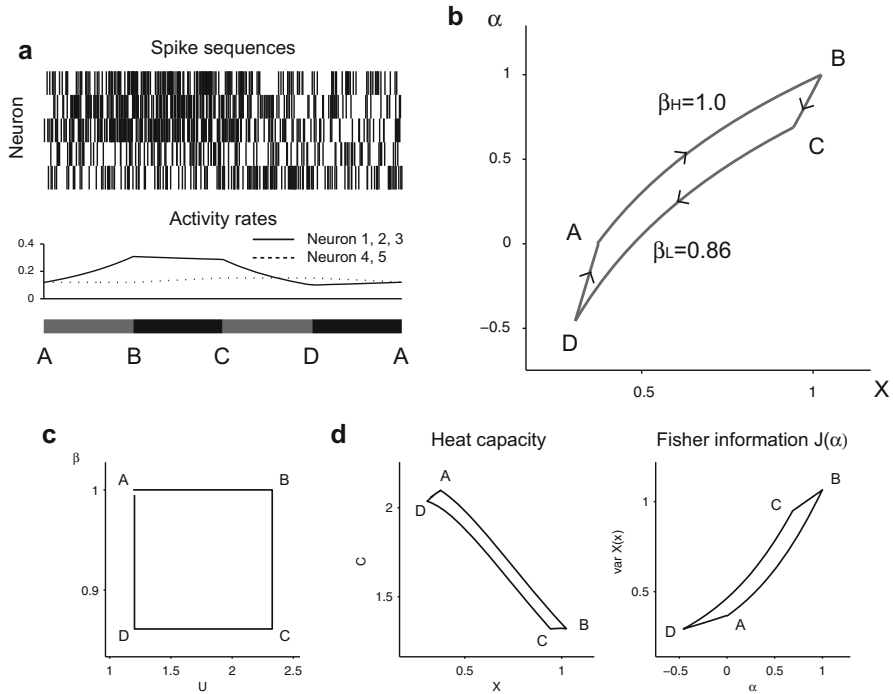 a
Spike sequences
Neuron
Activity rates
Neuron 1, 2, 3
Neuron 4, 5
0.4
0.2
0
A B C D A
b
α
1
0.5
0
−0.5
0.5 1
X
A
B
C
D
βH=1.0
βL=0.86
c
β
1
0.9
A B
D C
1 1.5 2 2.5
U
d
Heat capacity
2
1.5
C
A
D
C B
0.5 1
X
Fisher information J(α)
1
0.5
var X(x)
B
C
D A
-0.5 0 0.5 1
α